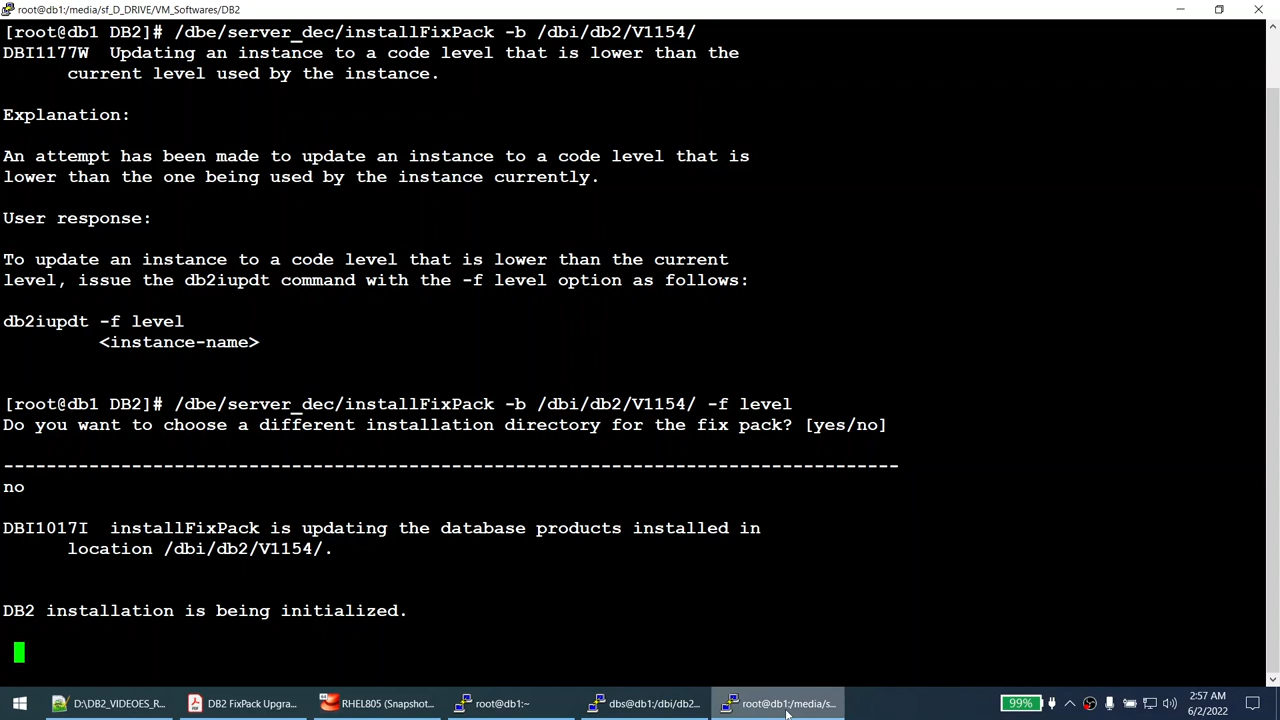 root@db1:/media/sf_D_DRIVE/VM_Softwares/DB2
[root@db1 DB2]# /dbe/server_dec/installFixPack -b /dbi/db2/V1154/
DBI1177W  Updating an instance to a code level that is lower than the
current level used by the instance.
Explanation:
An attempt has been made to update an instance to a code level that is
lower than the one being used by the instance currently.
User response:
To update an instance to a code level that is lower than the current
level, issue the db2iupdt command with the -f level option as follows:
db2iupdt -f level
<instance-name>
[root@db1 DB2]# /dbe/server_dec/installFixPack -b /dbi/db2/V1154/ -f level
Do you want to choose a different installation directory for the fix pack? [yes/no]
------------------------------------------------------------------------------------
no
DBI1017I  installFixPack is updating the database products installed in
location /dbi/db2/V1154/.
DB2 installation is being initialized.
D:\DB2_VIDEOES_R...
DB2 FixPack Upgra...
RHEL805 (Snapshot...
root@db1:~
dbs@db1:/dbi/db2...
root@db1:/media/s...
99%
2:57 AM
6/2/2022